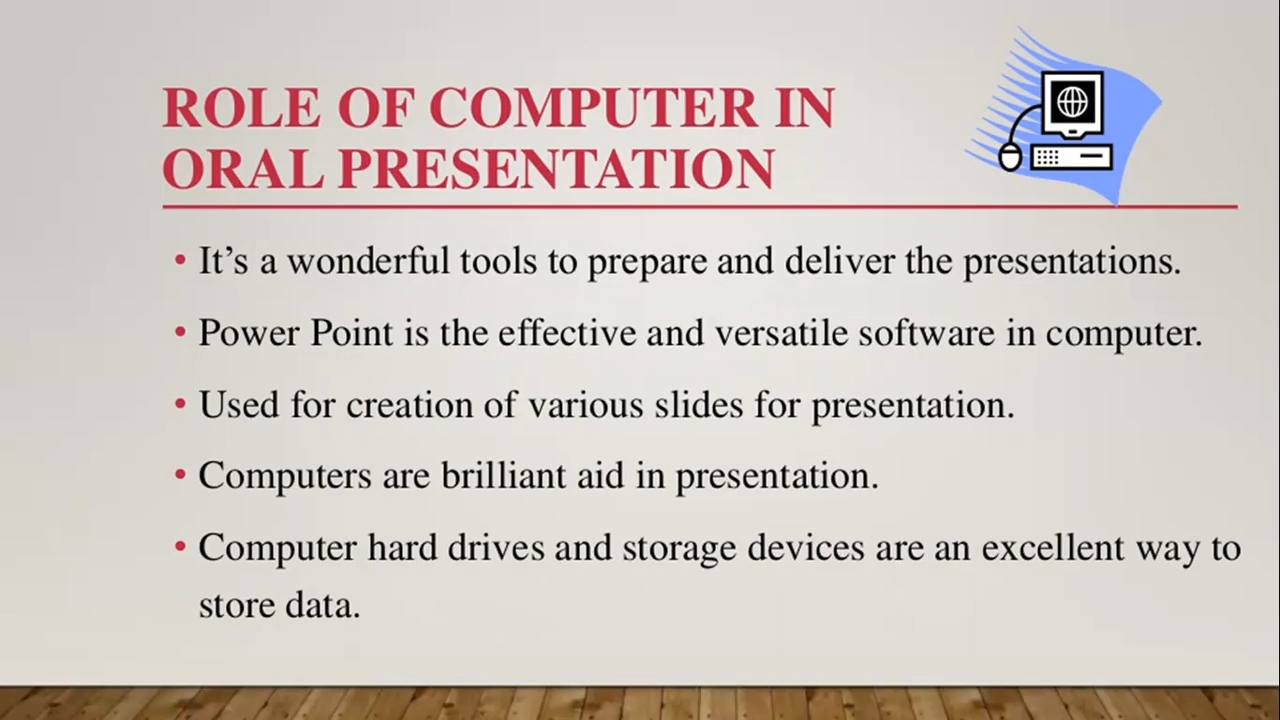 ROLE OF COMPUTER IN
ORAL PRESENTATION
• It’s a wonderful tools to prepare and deliver the presentations.
• Power Point is the effective and versatile software in computer.
• Used for creation of various slides for presentation.
• Computers are brilliant aid in presentation.
• Computer hard drives and storage devices are an excellent way to
store data.